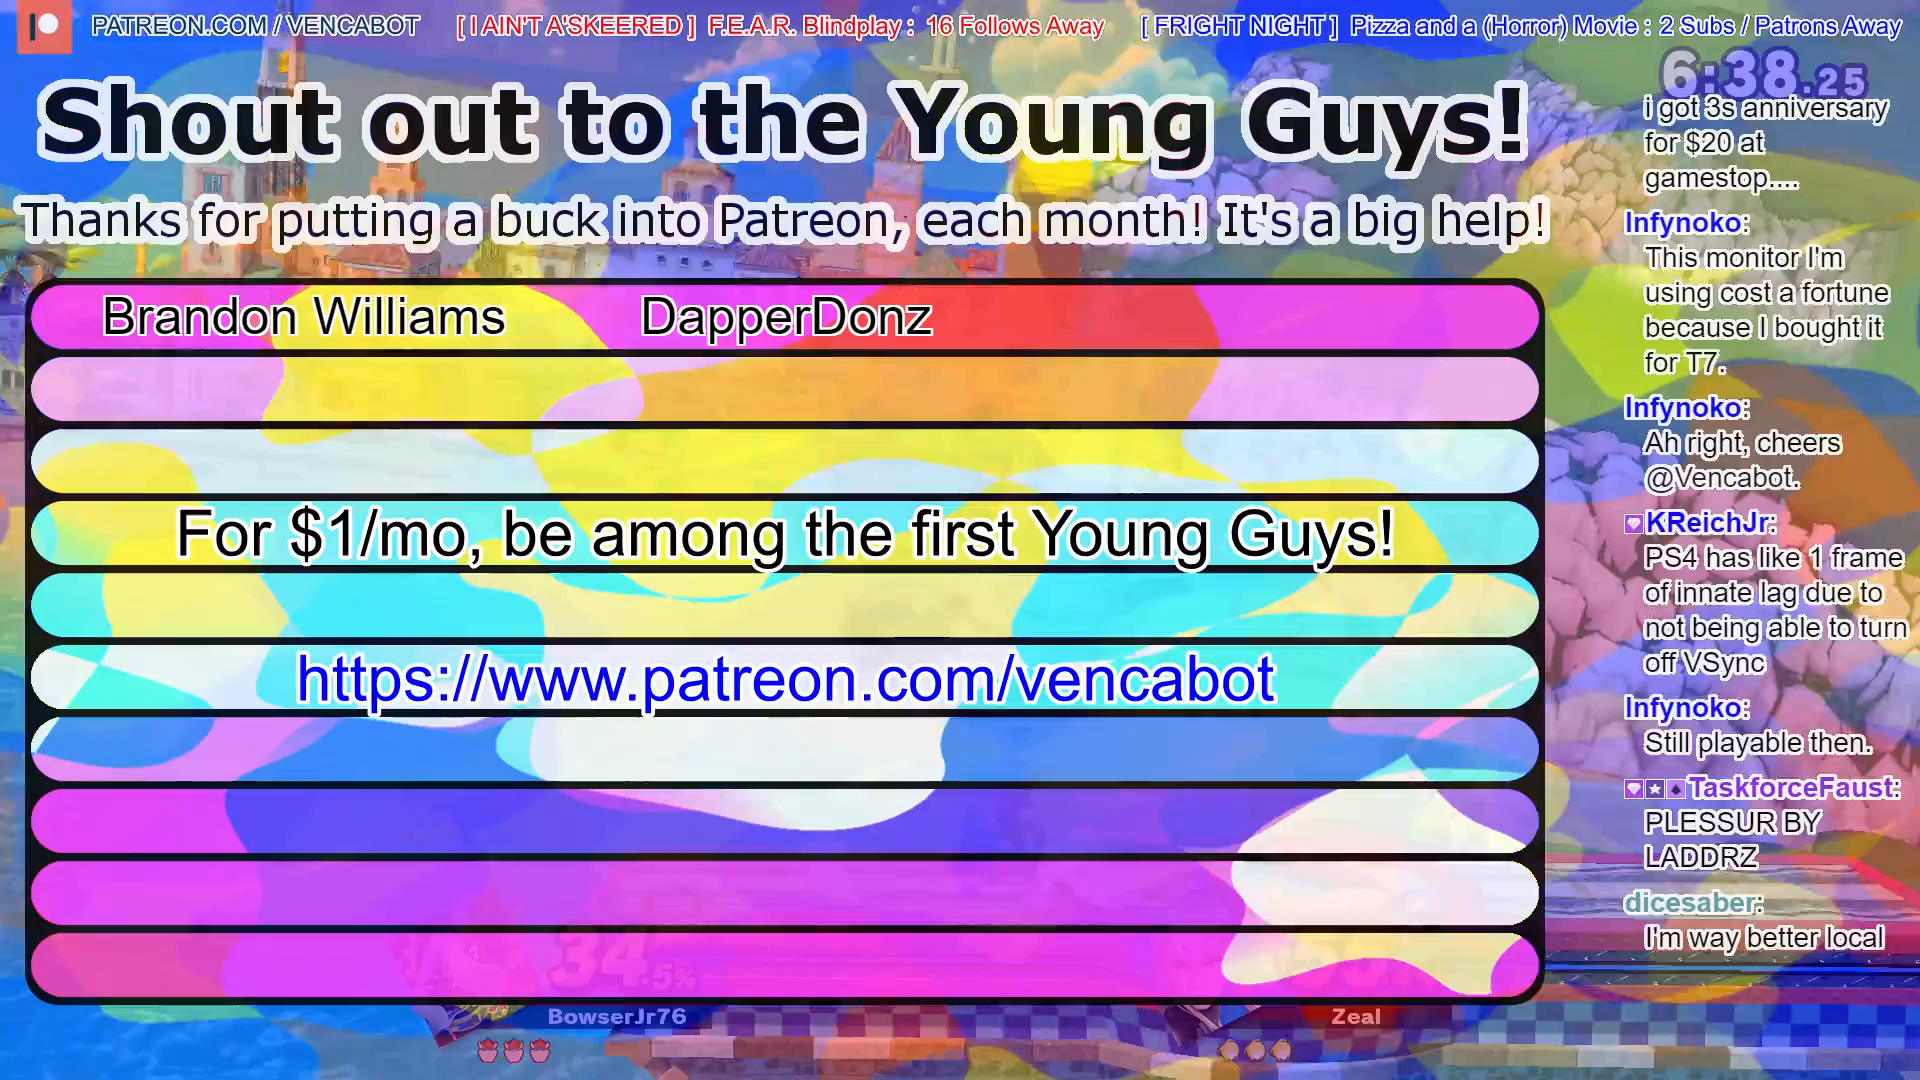 PATREON.COM / VENCABOT [ I AIN'T A'SKEERED ] F.E.A.R. Blindplay : 16 Follows Away [ FRIGHT NIGHT ] Pizza and a (Horror) Movie : 2 Subs / Patrons Away
6:38.25
Shout out to the Young Guys!
Thanks for putting a buck into Patreon, each month! It's a big help!
Brandon Williams DapperDonz
For $1/mo, be among the first Young Guys!
https://www.patreon.com/vencabot
34.5%
BowserJr76 Zeal
i got 3s anniversary
for $20 at
gamestop....
Infynoko:
This monitor I'm
using cost a fortune
because I bought it
for T7.
Infynoko:
Ah right, cheers
@Vencabot.
KReichJr:
PS4 has like 1 frame
of innate lag due to
not being able to turn
off VSync
Infynoko:
Still playable then.
TaskforceFaust:
PLESSUR BY
LADDRZ
dicesaber:
I'm way better local